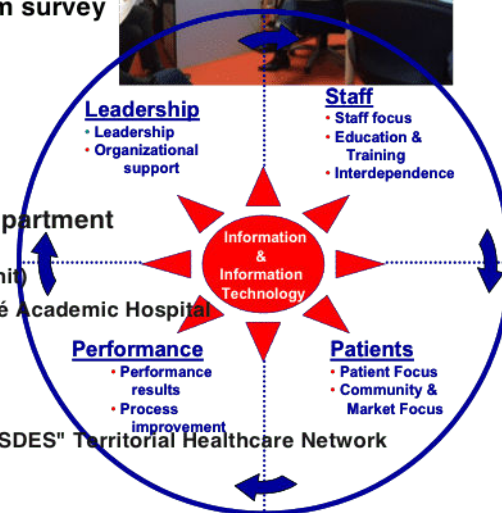 m survey
Leadership
• Leadership
• Organizational
support
Staff
• Staff focus
• Education &
Training
• Interdependence
partment
Information
&
Information
Technology
nit)
é Academic Hospital
Performance
• Performance
results
• Process
improvement
Patients
• Patient Focus
• Community &
Market Focus
SDES" Territorial Healthcare Network